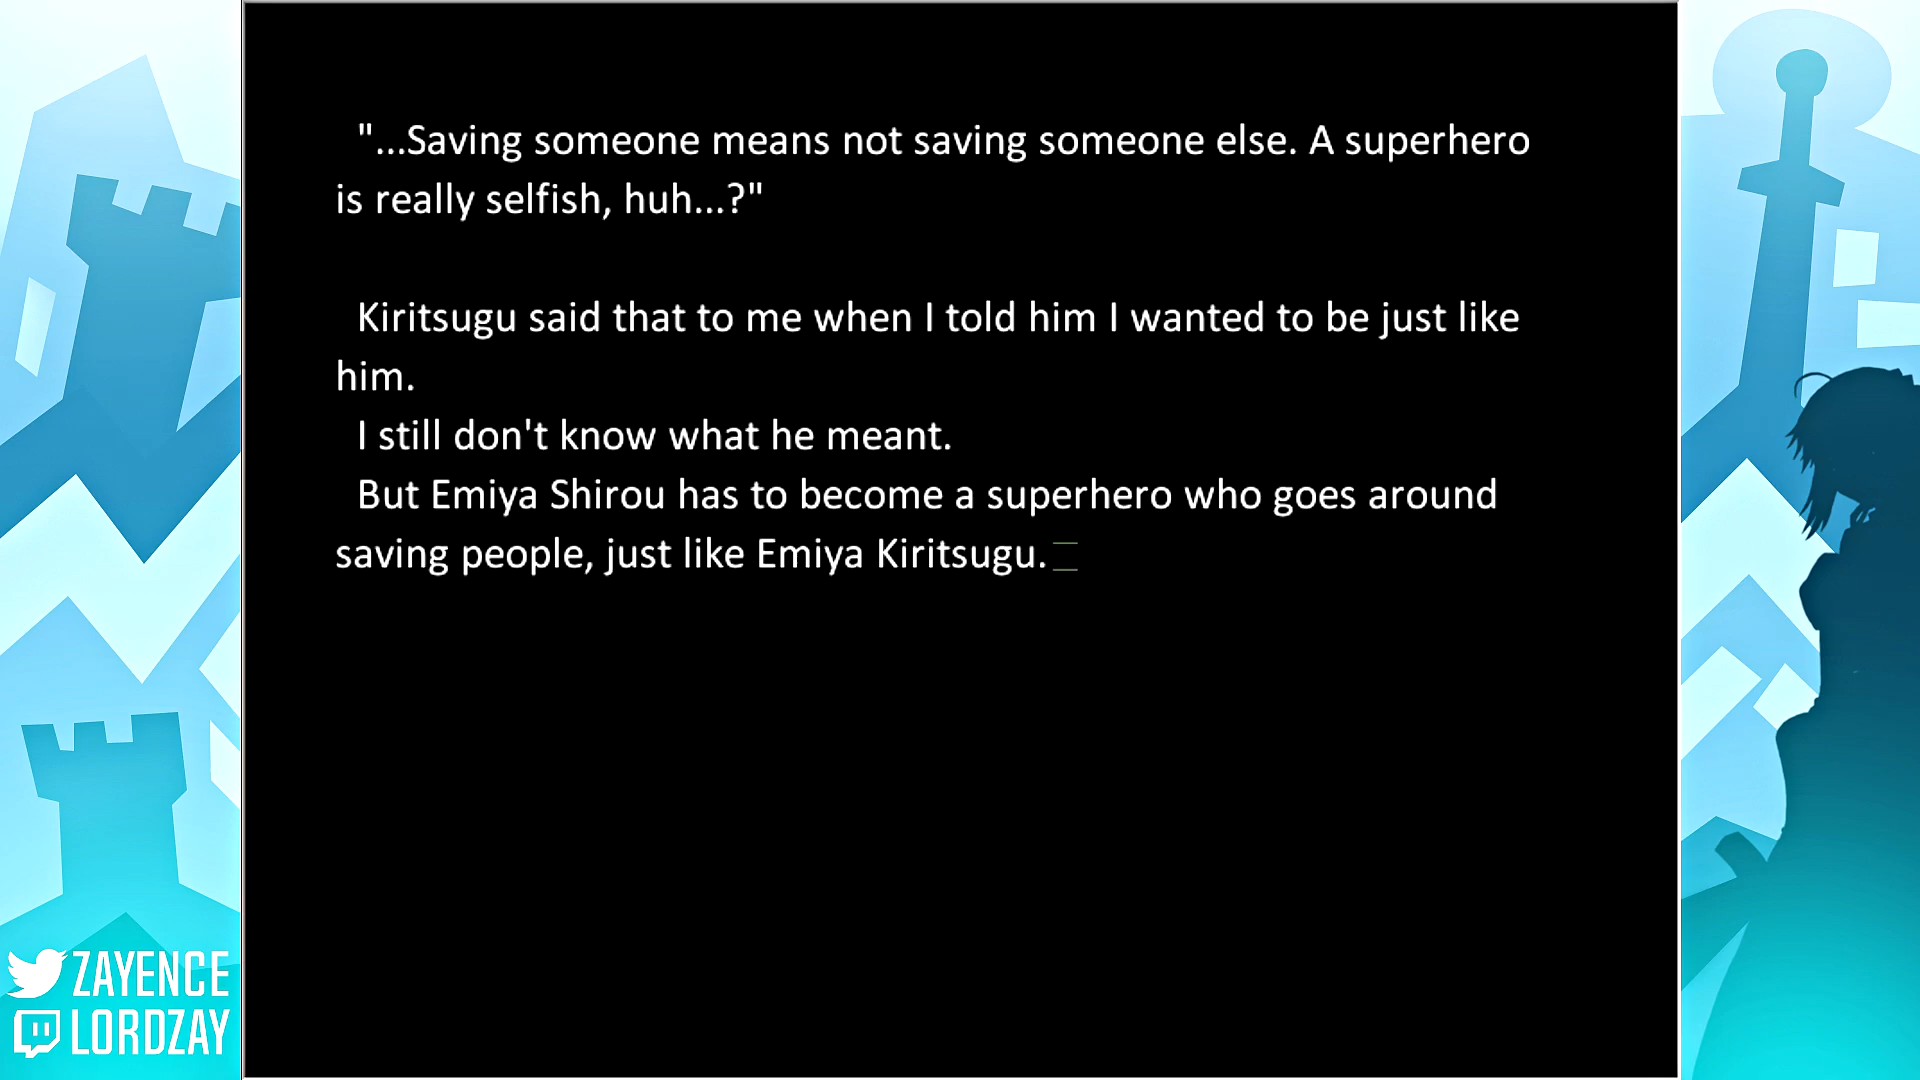 "...Saving someone means not saving someone else. A superhero
is really selfish, huh...?"
Kiritsugu said that to me when I told him I wanted to be just like
him.
I still don't know what he meant.
But Emiya Shirou has to become a superhero who goes around
saving people, just like Emiya Kiritsugu.
ZAYENCE
LORDZAY